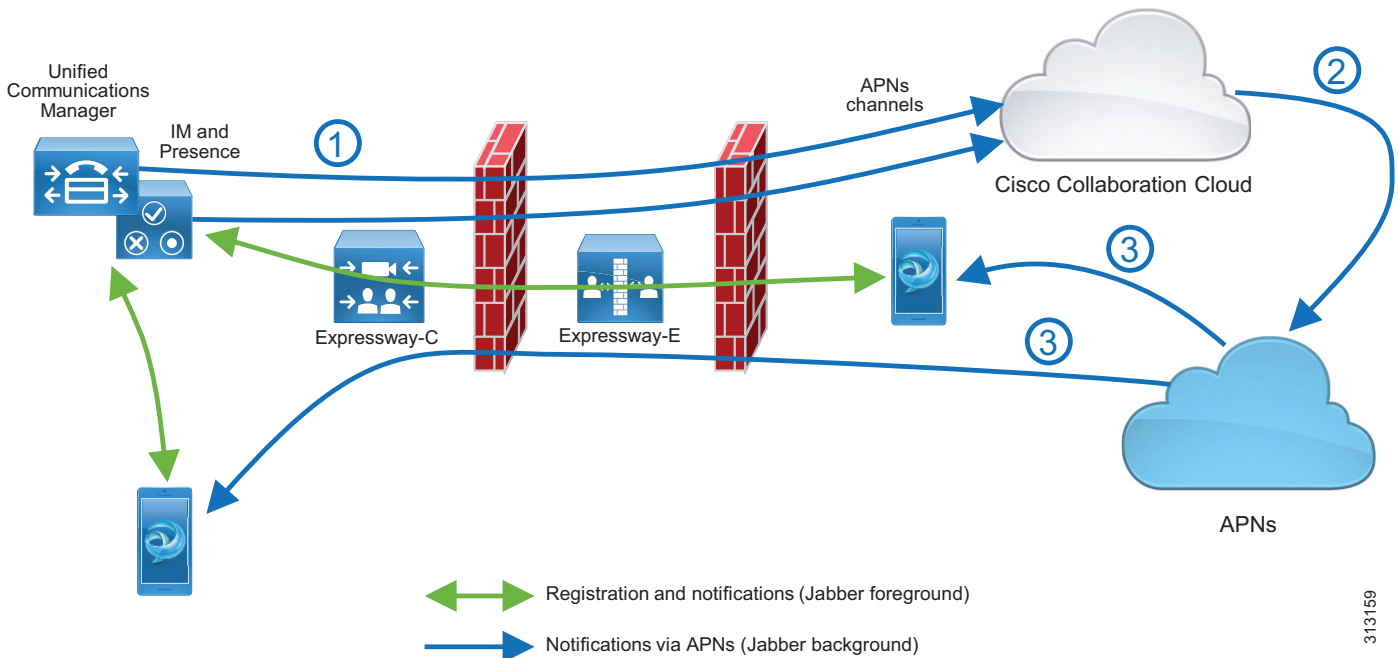 Unified
Communications
Manager
IM and
Presence
1
APNs
channels
2
Cisco Collaboration Cloud
3
Expressway-C
Expressway-E
3
APNs
Registration and notifications (Jabber foreground)
Notifications via APNs (Jabber background)
313159